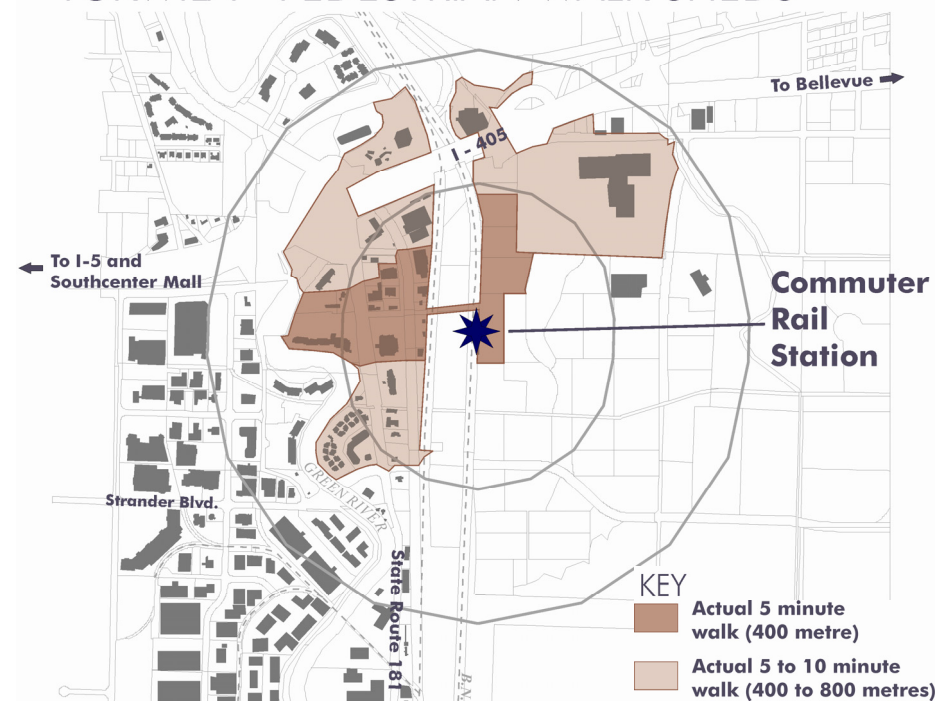 To Bellevue
I - 405
To I-5 and
Southcenter Mall
Commuter
Rail
Station
GREEN RIVER
Strander Blvd.
State Route 181
KEY
Actual 5 minute
walk (400 metre)
Actual 5 to 10 minute
walk (400 to 800 metres)